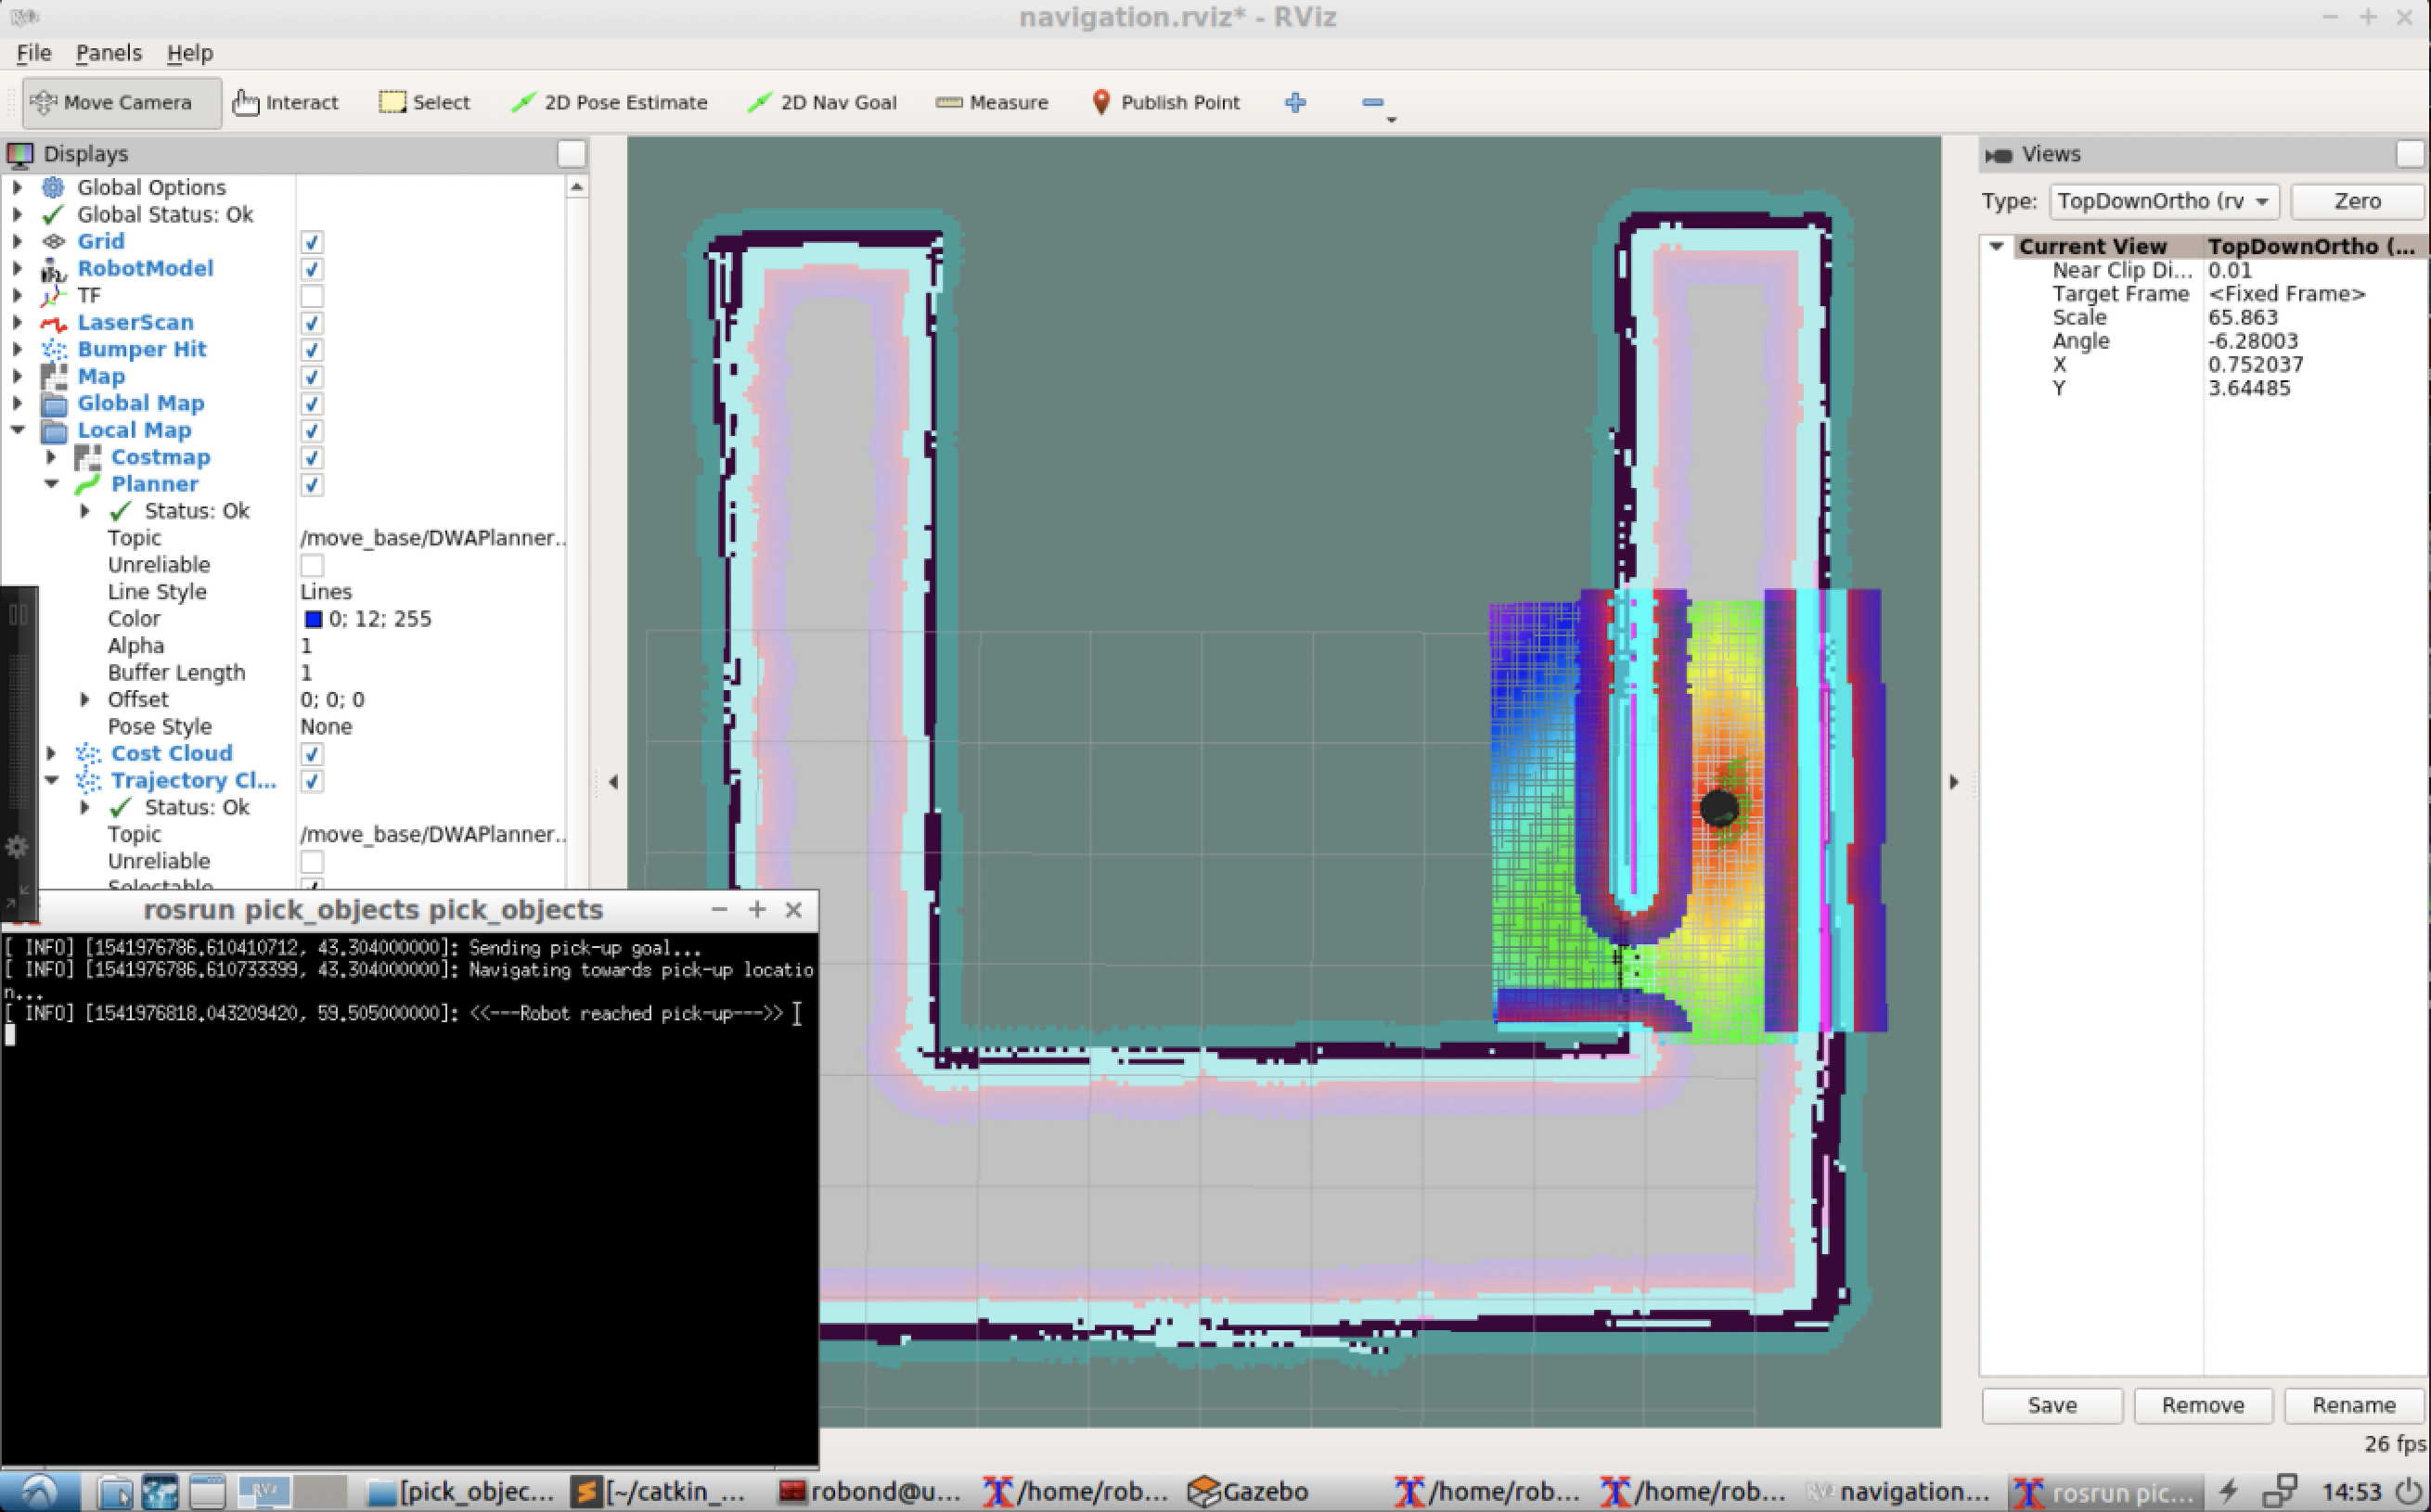 navigation.rviz* - RViz
File Panels Help
Move Camera Interact Select 2D Pose Estimate 2D Nav Goal Measure Publish Point
Displays
Global Options
Global Status: Ok
Grid
RobotModel
TF
LaserScan
Bumper Hit
Map
Global Map
Local Map
Costmap
Planner
Status: Ok
Topic /move_base/DWAPlanner..
Unreliable
Line Style Lines
Color 0; 12; 255
Alpha 1
Buffer Length 1
Offset 0; 0; 0
Pose Style None
Cost Cloud
Trajectory Cl...
Status: Ok
Topic /move_base/DWAPlanner..
Unreliable
Selectable
Views
Type: TopDownOrtho (rv Zero
Current View TopDownOrtho (...
Near Clip Di... 0.01
Target Frame <Fixed Frame>
Scale 65.863
Angle -6.28003
X 0.752037
Y 3.64485
Save Remove Rename
26 fps
rosrun pick_objects pick_objects
[ INFO] [1541976786.610410712, 43.304000000]: Sending pick-up goal...
[ INFO] [1541976786.610733399, 43.304000000]: Navigating towards pick-up locatio
n...
[ INFO] [1541976818.043209420, 59.505000000]: <<---Robot reached pick-up--->>
RViz [pick_objec... [~/catkin_... robond@u... /home/rob... Gazebo /home/rob... /home/rob... RViz navigation... rosrun pic... 14:53